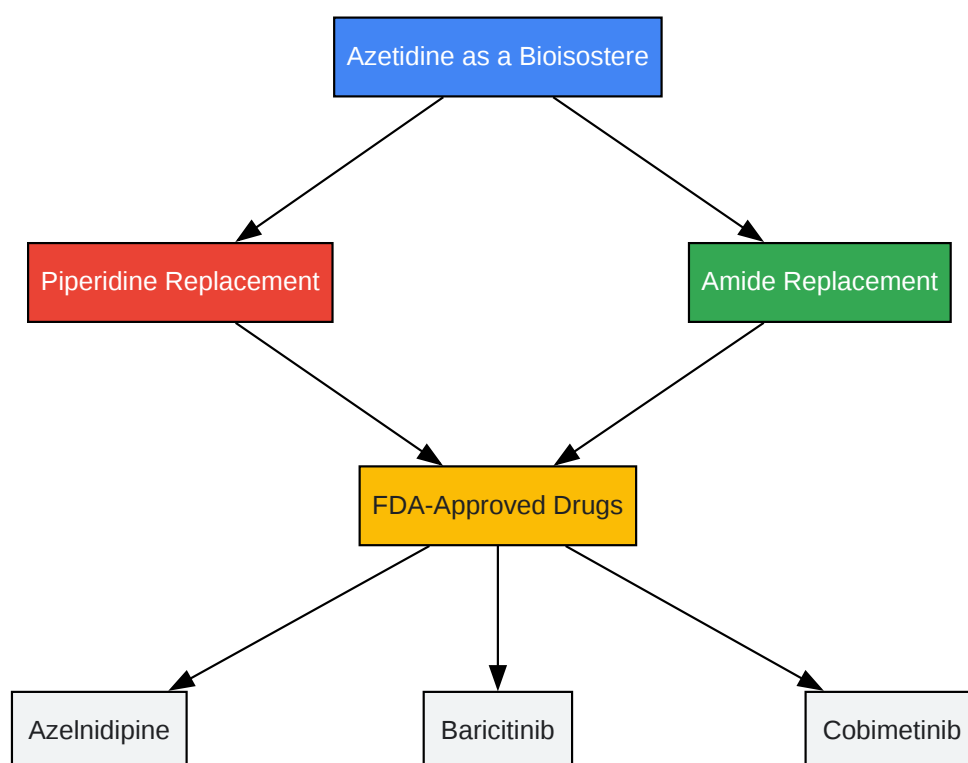 Azetidine as a Bioisostere
Piperidine Replacement
Amide Replacement
FDA-Approved Drugs
Azelnidipine
Baricitinib
Cobimetinib